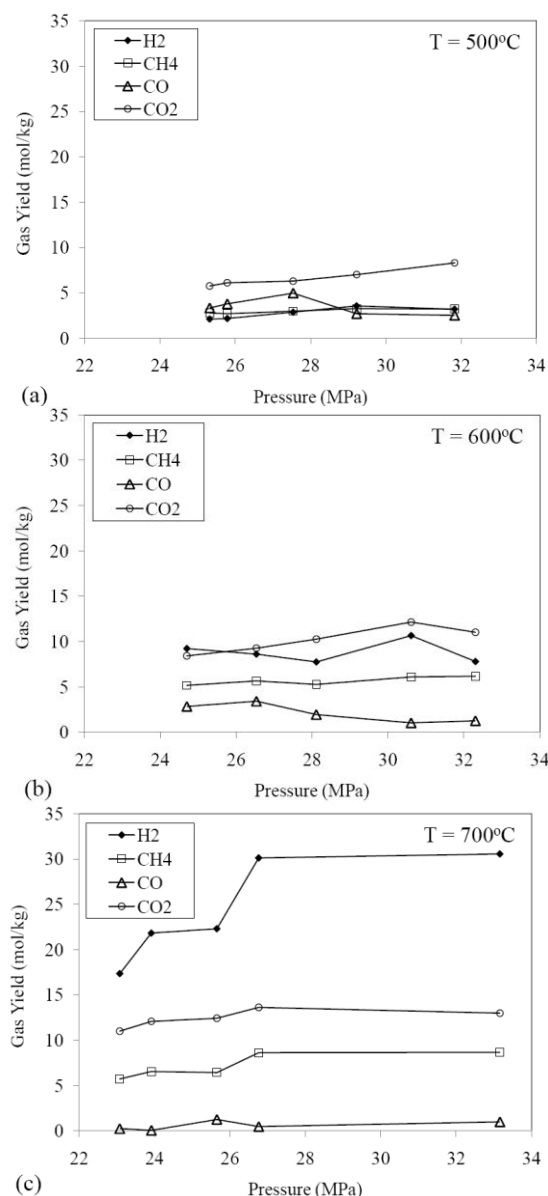 35
30
25
20
15
10
5
0
Gas Yield (mol/kg)
H2
CH4
CO
CO2
T = 500°C
22 24 26 28 30 32 34
(a) Pressure (MPa)
35
30
25
20
15
10
5
0
Gas Yield (mol/kg)
H2
CH4
CO
CO2
T = 600°C
22 24 26 28 30 32 34
(b) Pressure (MPa)
35
30
25
20
15
10
5
0
Gas Yield (mol/kg)
H2
CH4
CO
CO2
T = 700°C
22 24 26 28 30 32 34
(c) Pressure (MPa)